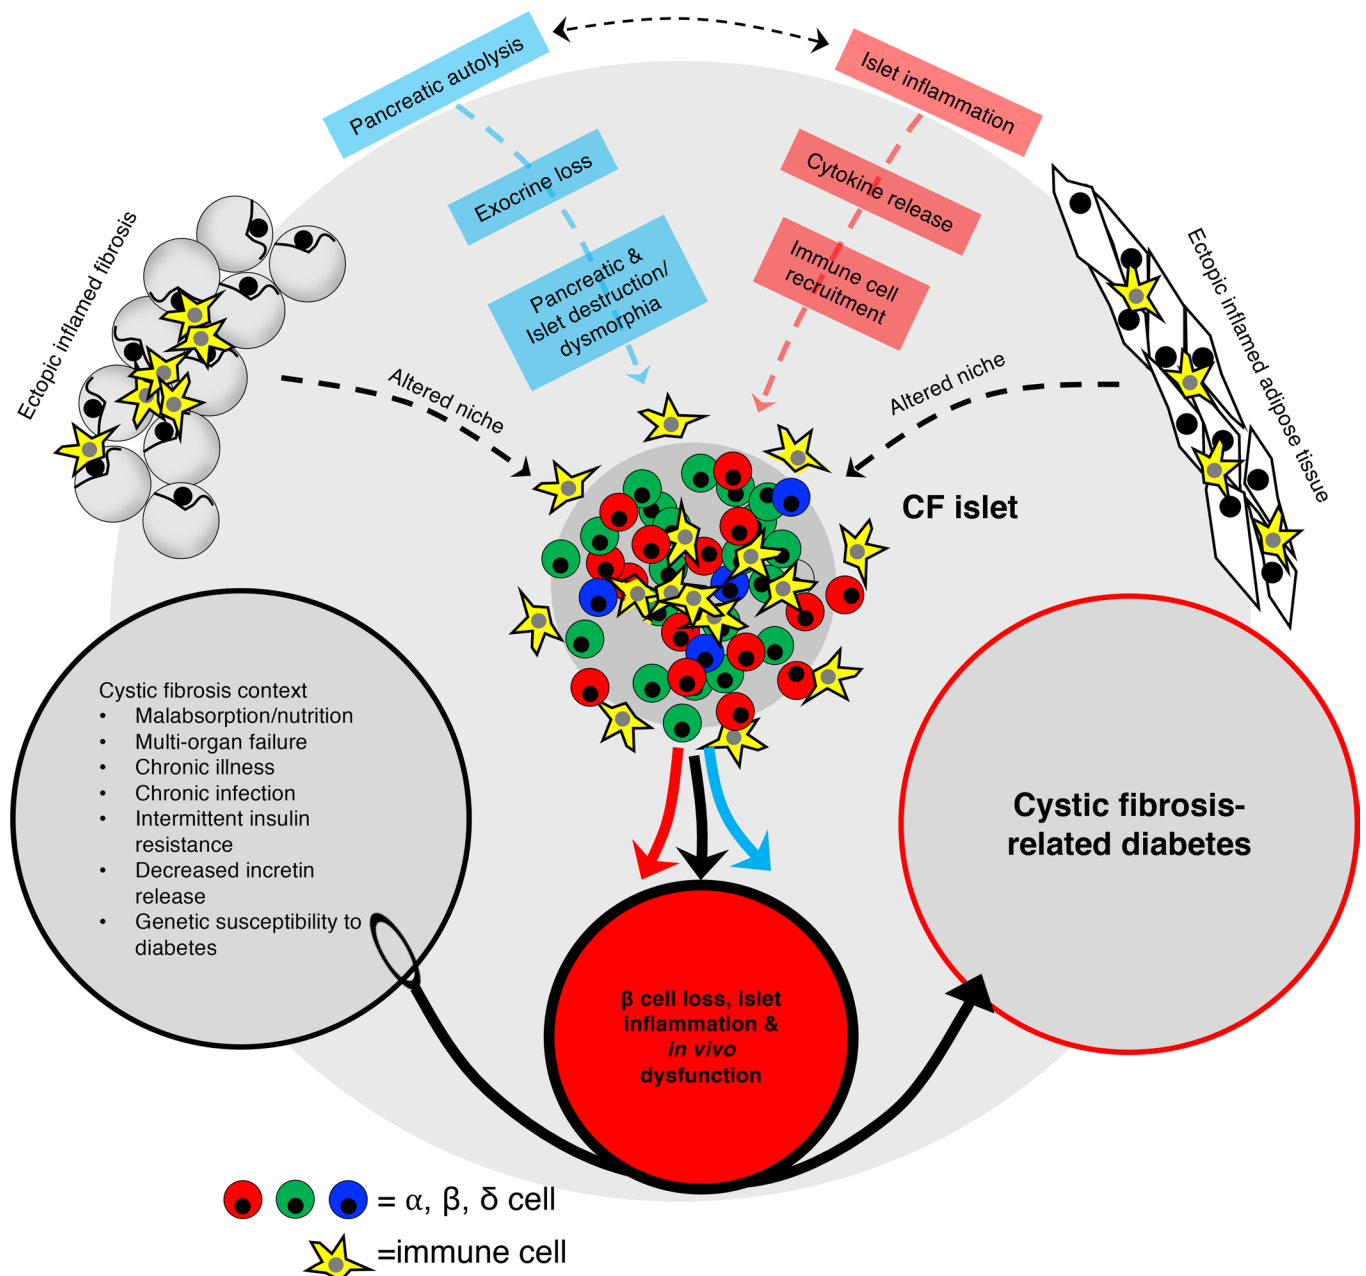 Pancreatic autolysis
Exocrine loss
Pancreatic &
Islet destruction/
dysmorphia
Islet inflammation
Cytokine release
Immune cell
recruitment
Ectopic inflamed fibrosis
Altered niche
Altered niche
Ectopic inflamed adipose tissue
CF islet
Cystic fibrosis context
• Malabsorption/nutrition
• Multi-organ failure
• Chronic illness
• Chronic infection
• Intermittent insulin
resistance
• Decreased incretin
release
• Genetic susceptibility to
diabetes
β cell loss, islet
inflammation &
in vivo
dysfunction
Cystic fibrosis-
related diabetes
= α, β, δ cell
=immune cell